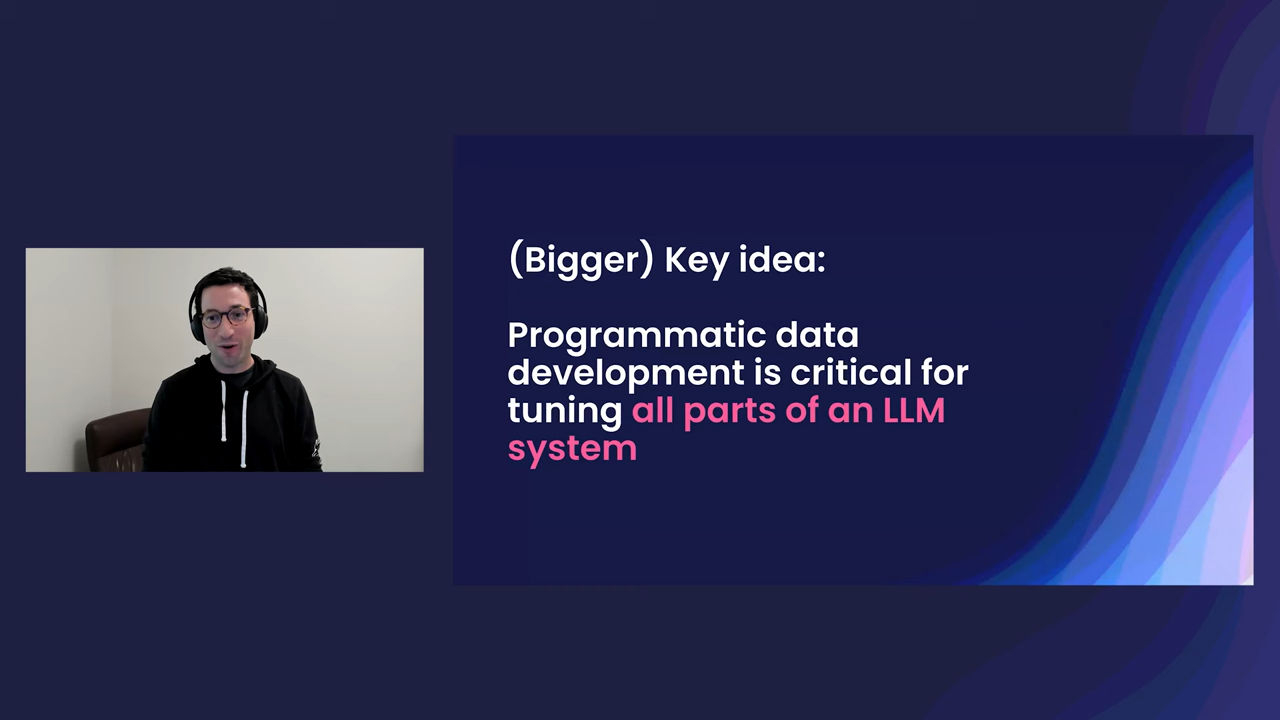 (Bigger) Key idea:
Programmatic data
development is critical for
tuning all parts of an LLM
system